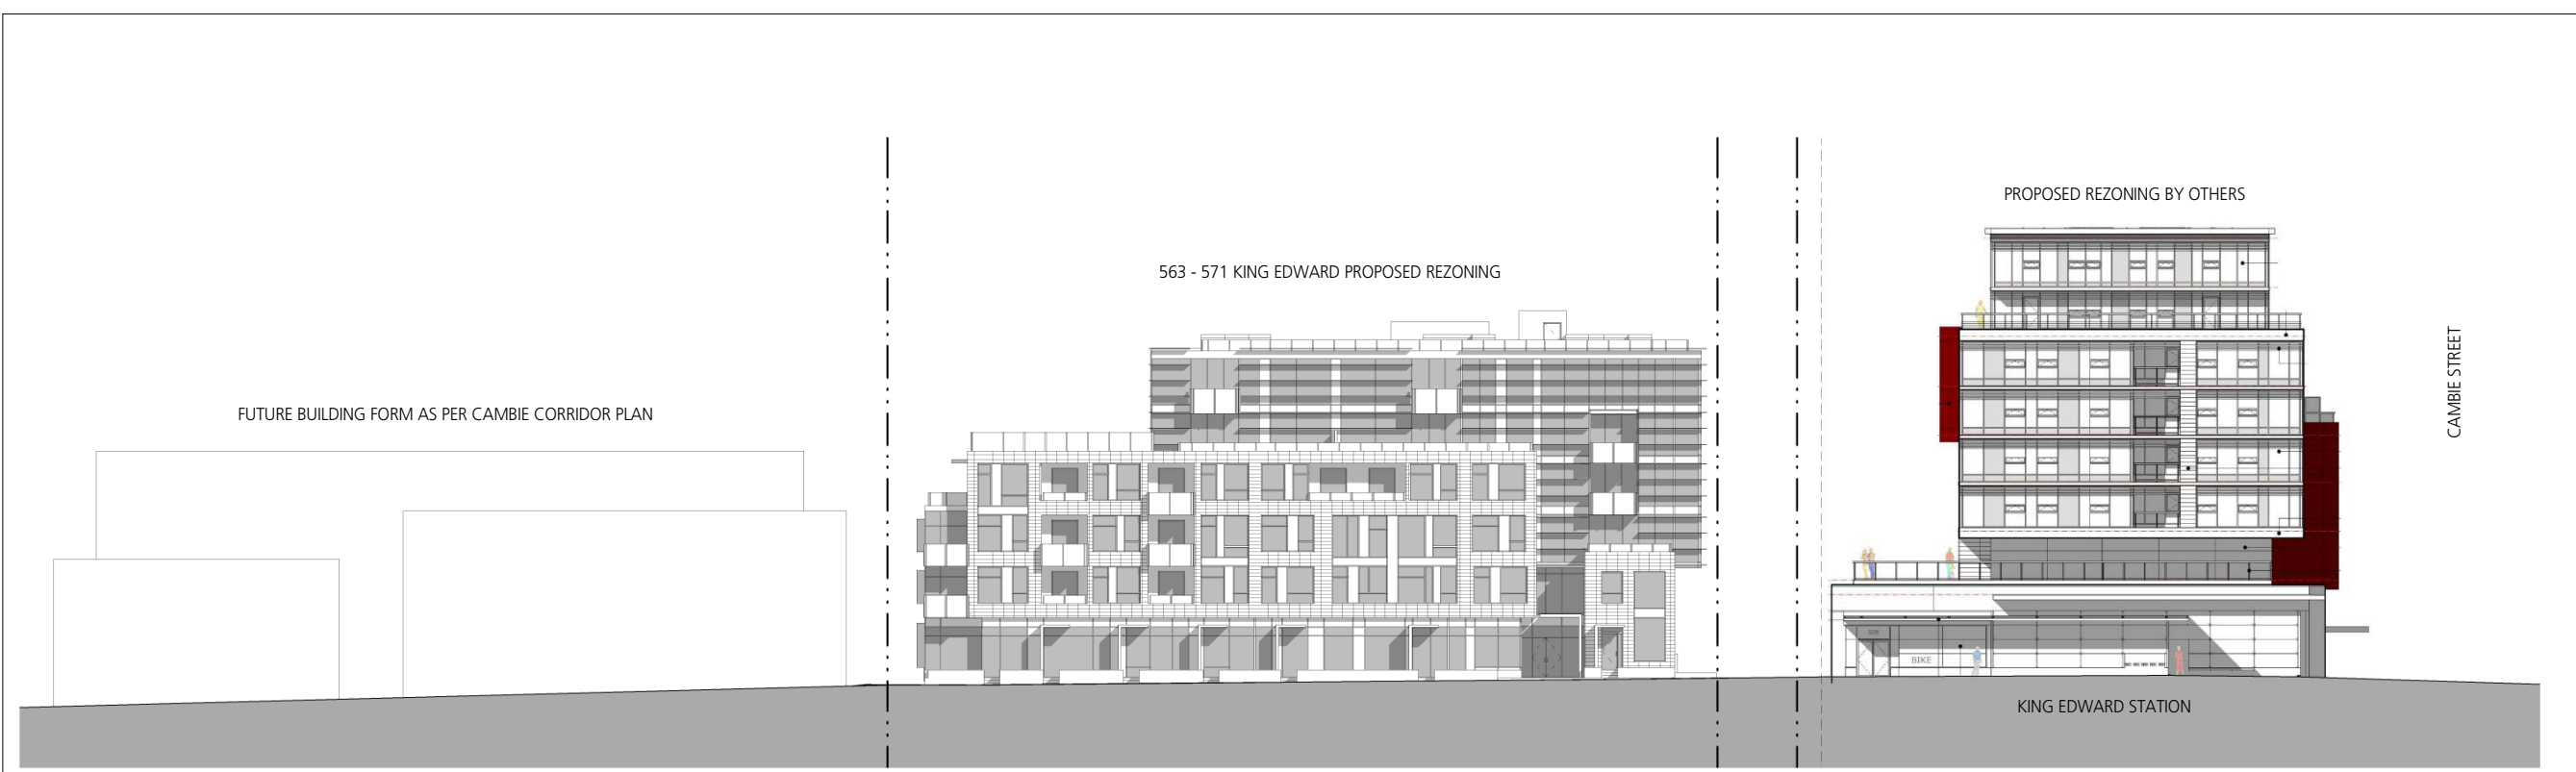 PROPOSED REZONING BY OTHERS
563 - 571 KING EDWARD PROPOSED REZONING
FUTURE BUILDING FORM AS PER CAMBIE CORRIDOR PLAN
CAMBIE STREET
BIKE
KING EDWARD STATION